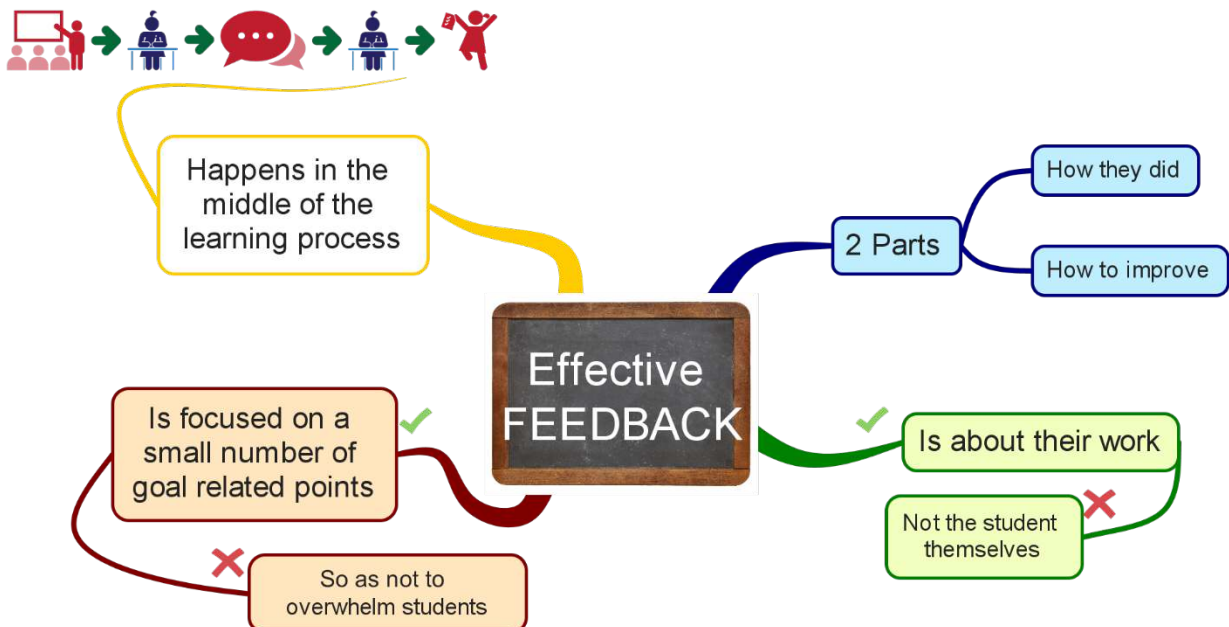 Happens in the
middle of the
learning process
2 Parts
How they did
How to improve
Effective
FEEDBACK
Is focused on a
small number of
goal related points
So as not to
overwhelm students
Is about their work
Not the student
themselves